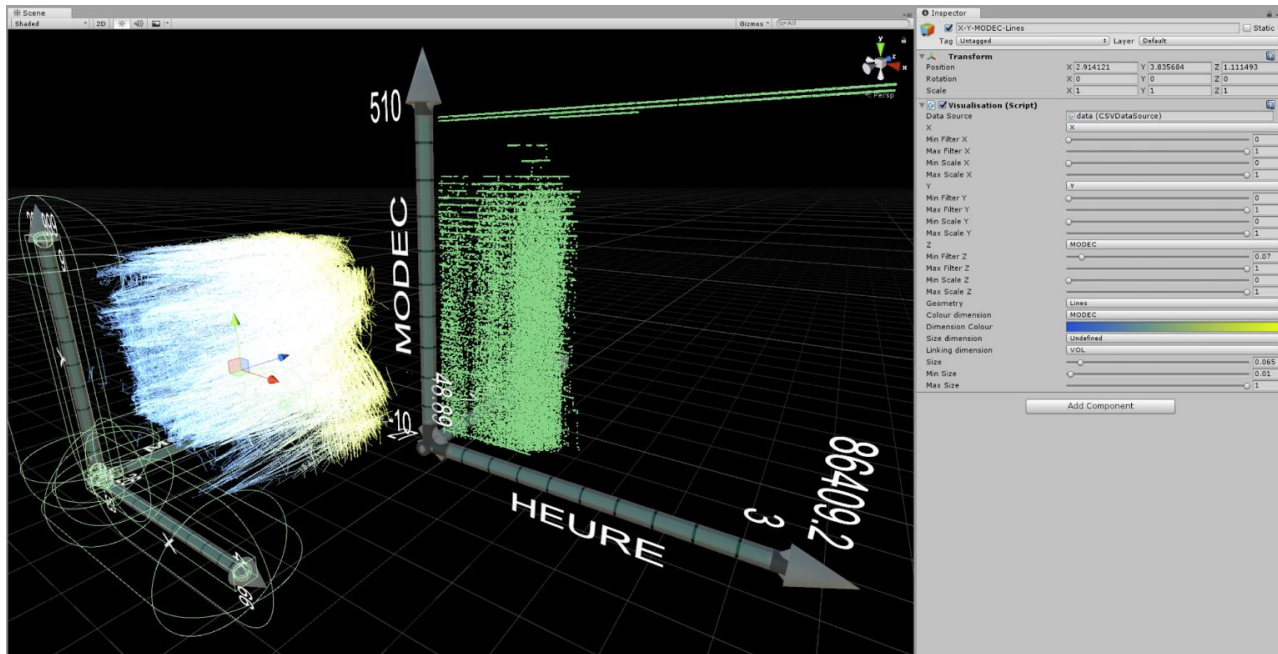 Scene
Shaded
2D
Gizmos
All
y
x
z
Persp
510
MODEC
-10
48.89
HEURE
3
86409.2
Inspector
X-Y-MODEC-Lines
Static
Tag Untagged Layer Default
Transform
Position X 2.914121 Y 3.835684 Z 1.111493
Rotation X 0 Y 0 Z 0
Scale X 1 Y 1 Z 1
Visualisation (Script)
Data Source data (CSVDataSource)
X X
Min Filter X 0
Max Filter X 1
Min Scale X 0
Max Scale X 1
Y Y
Min Filter Y 0
Max Filter Y 1
Min Scale Y 0
Max Scale Y 1
Z MODEC
Min Filter Z 0.07
Max Filter Z 1
Min Scale Z 0
Max Scale Z 1
Geometry Lines
Colour dimension MODEC
Dimension Colour
Size dimension Undefined
Linking dimension VOL
Size 0.065
Min Size 0.01
Max Size 1
Add Component